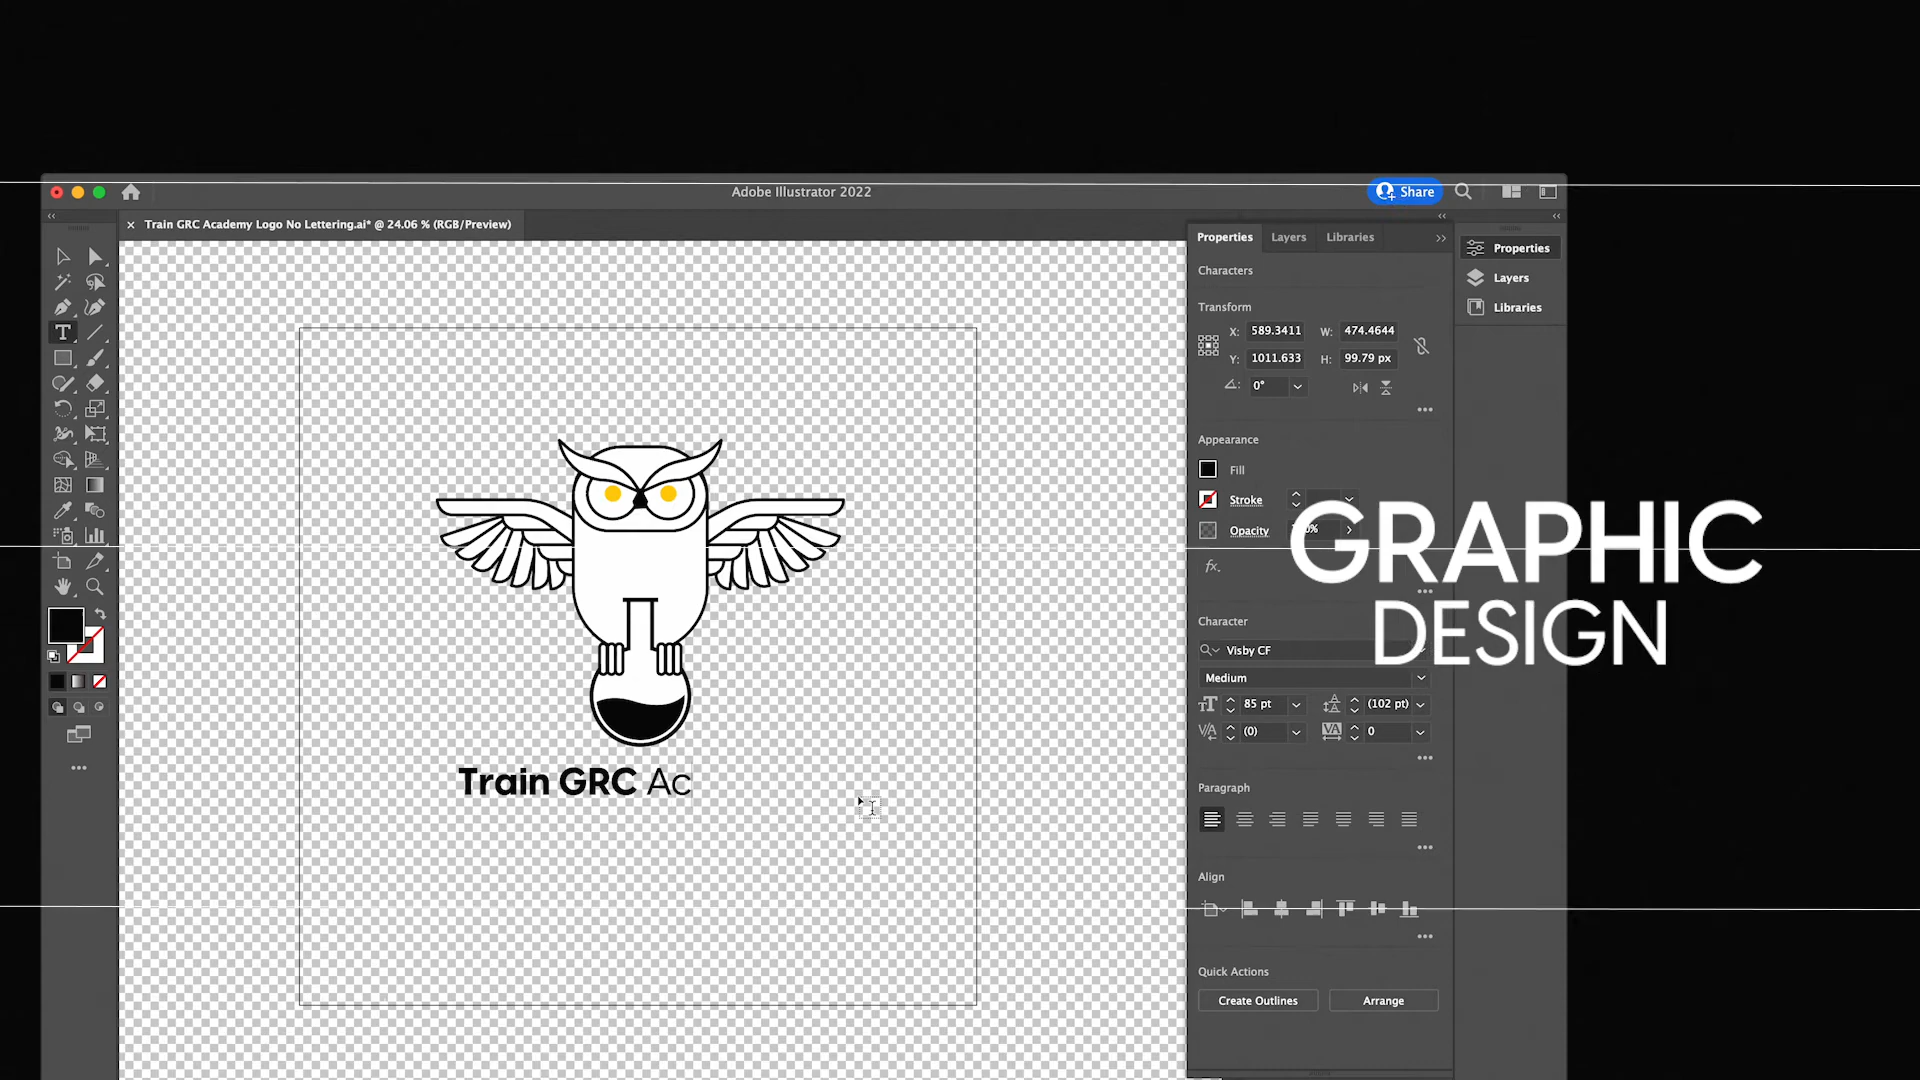 Adobe Illustrator 2022
Share
Train GRC Academy Logo No Lettering.ai* @ 24.06 % (RGB/Preview)
Properties
Layers
Libraries
Characters
Transform
X: 589.3411 W: 474.4644
Y: 1011.633 H: 99.79 px
0°
Appearance
Fill
Stroke
Opacity
fx.
Character
Visby CF
Medium
85 pt
(102 pt)
(0)
0
Paragraph
Align
Quick Actions
Create Outlines
Arrange
Properties
Layers
Libraries
Train GRC Ac
GRAPHIC
DESIGN